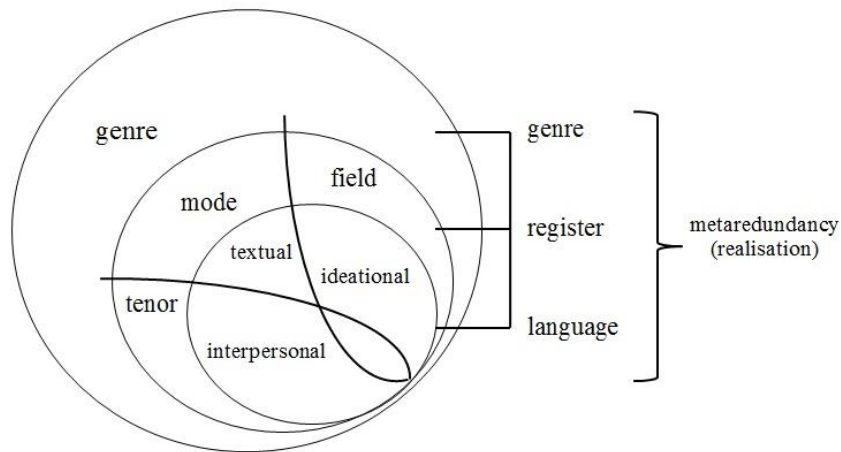 genre
mode
field
tenor
textual
ideational
interpersonal
genre
register
language
metaredundancy
(realisation)